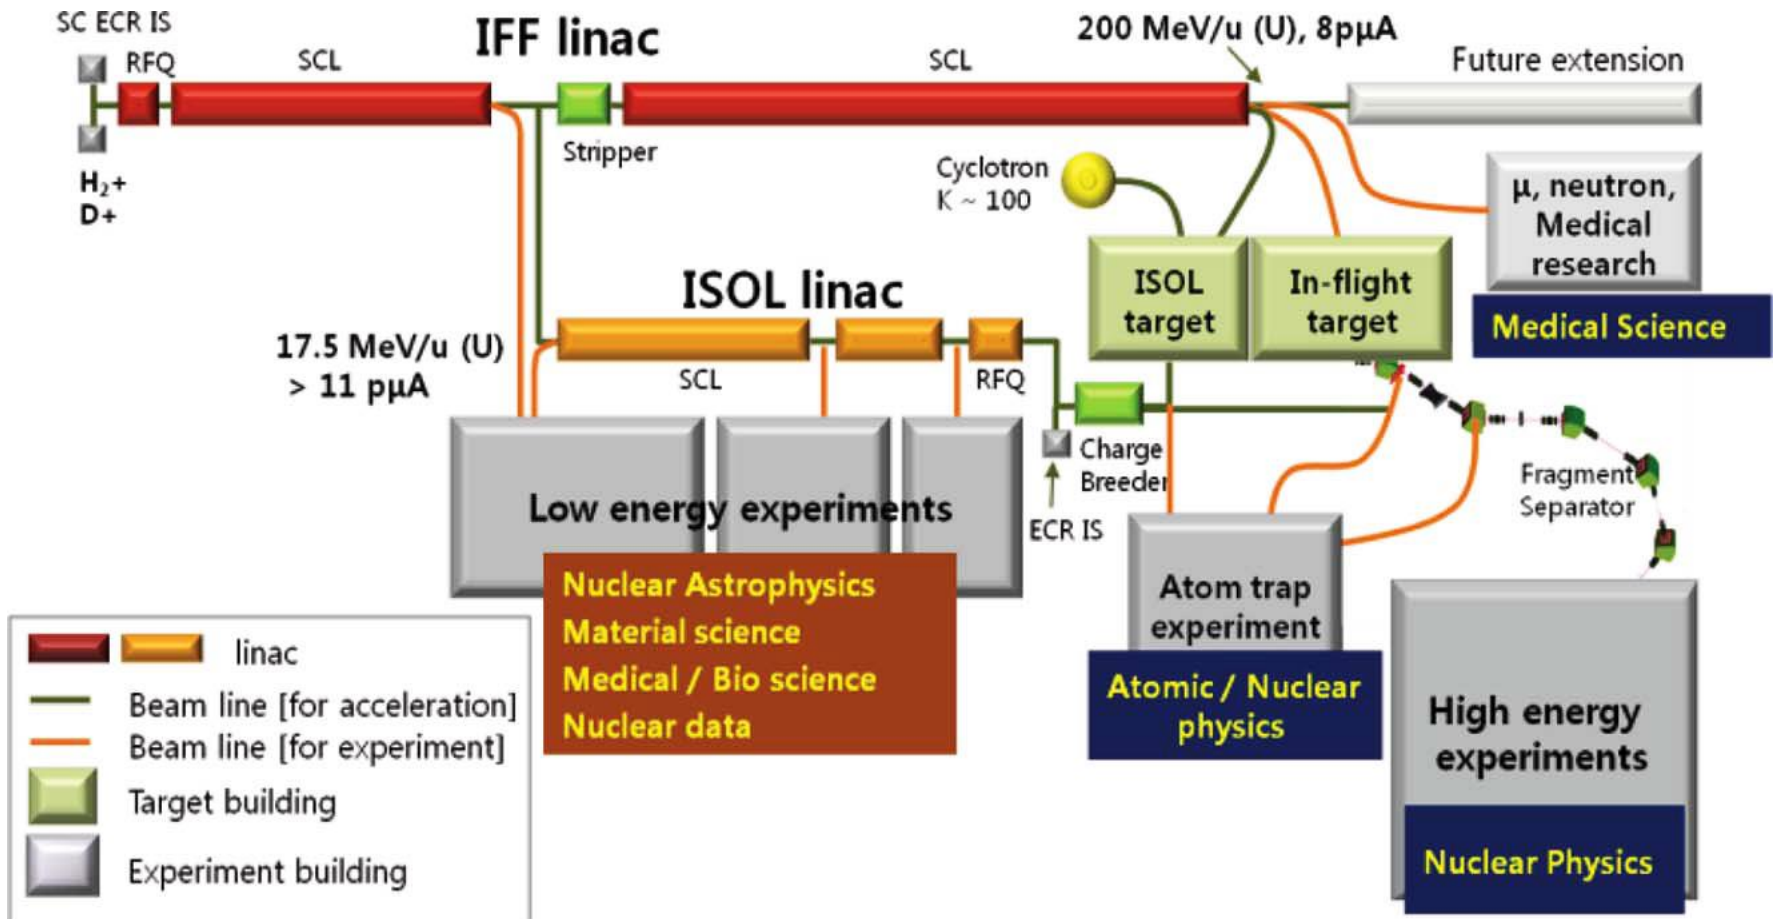 SC ECR IS
IFF linac
200 MeV/u (U), 8pμA
RFQ
SCL
SCL
Future extension
Stripper
H₂+
D+
Cyclotron
K ~ 100
μ, neutron,
Medical
research
Medical Science
ISOL
target
In-flight
target
ISOL linac
17.5 MeV/u (U)
> 11 pμA
SCL
RFQ
Charge
Breeder
ECR IS
Fragment
Separator
Low energy experiments
Nuclear Astrophysics
Material science
Medical / Bio science
Nuclear data
Atom trap
experiment
Atomic / Nuclear
physics
High energy
experiments
Nuclear Physics
linac
Beam line [for acceleration]
Beam line [for experiment]
Target building
Experiment building